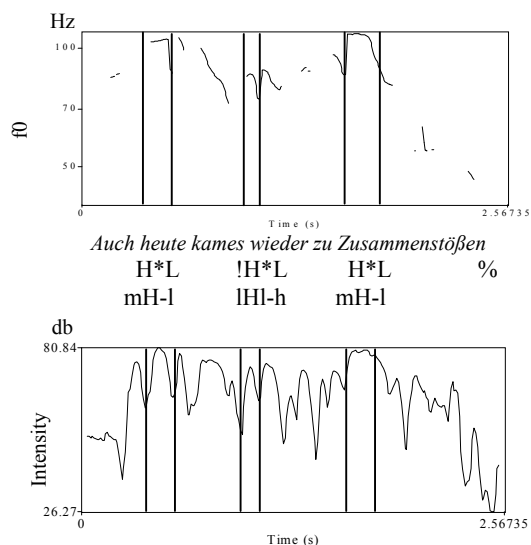 Hz
100
70
f0
50
0 2.56735
Time (s)
Auch heute kames wieder zu Zusammenstößen
H*L !H*L H*L %
mH-l lHl-h mH-l
db
80.84
Intensity
26.27
0 2.56735
Time (s)